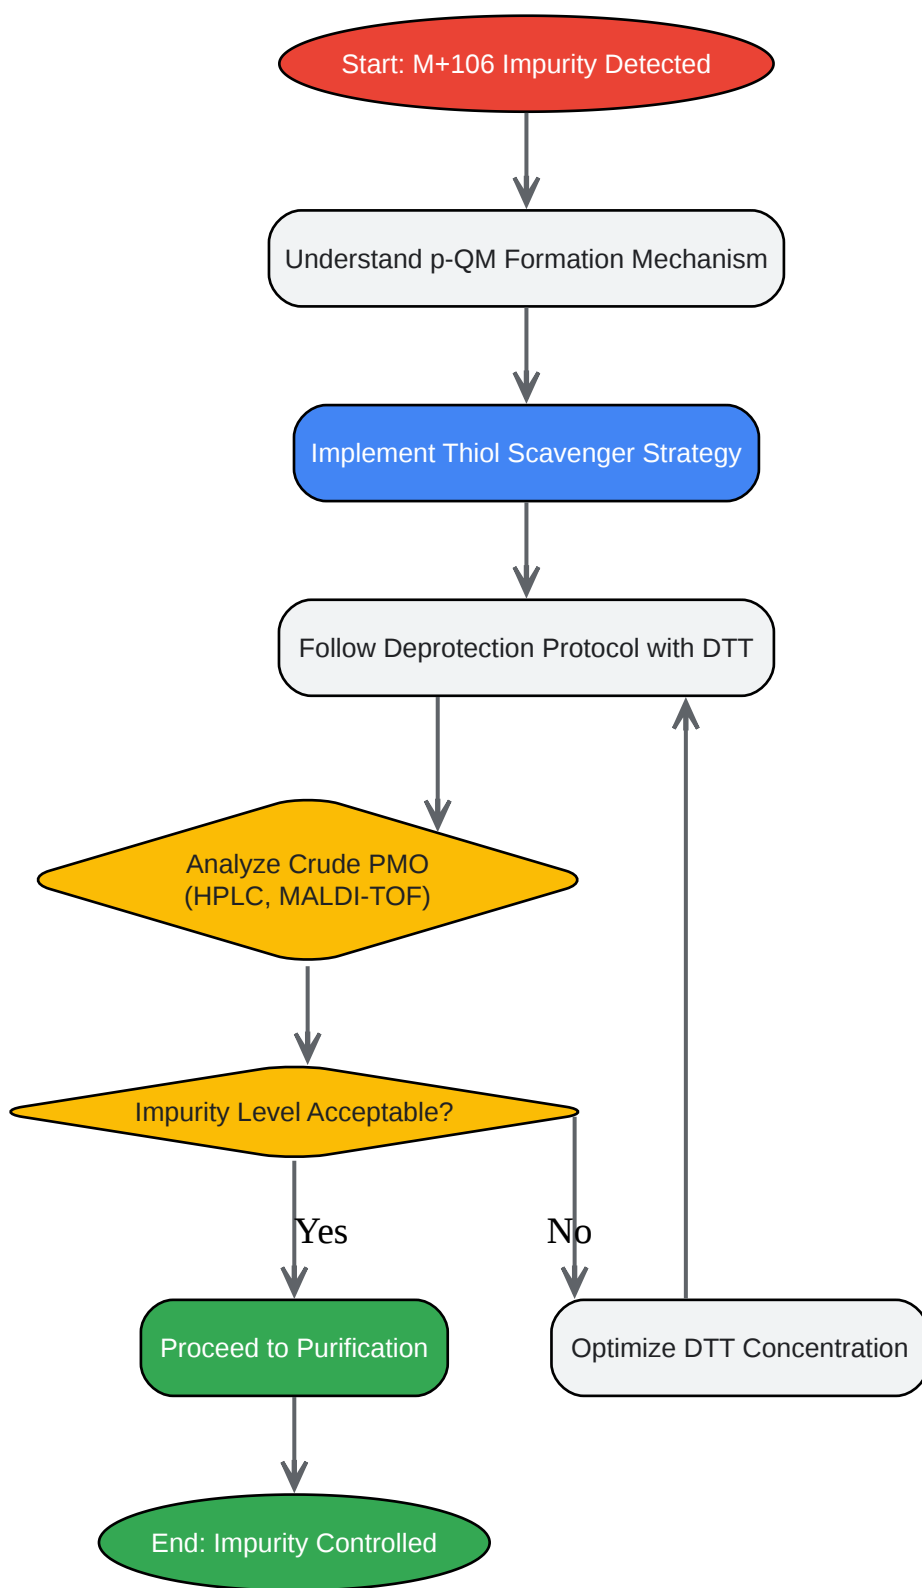 Start: M+106 Impurity Detected
Understand p-QM Formation Mechanism
Implement Thiol Scavenger Strategy
Follow Deprotection Protocol with DTT
Analyze Crude PMO
(HPLC, MALDI-TOF)
Impurity Level Acceptable?
Yes
No
Proceed to Purification
Optimize DTT Concentration
End: Impurity Controlled